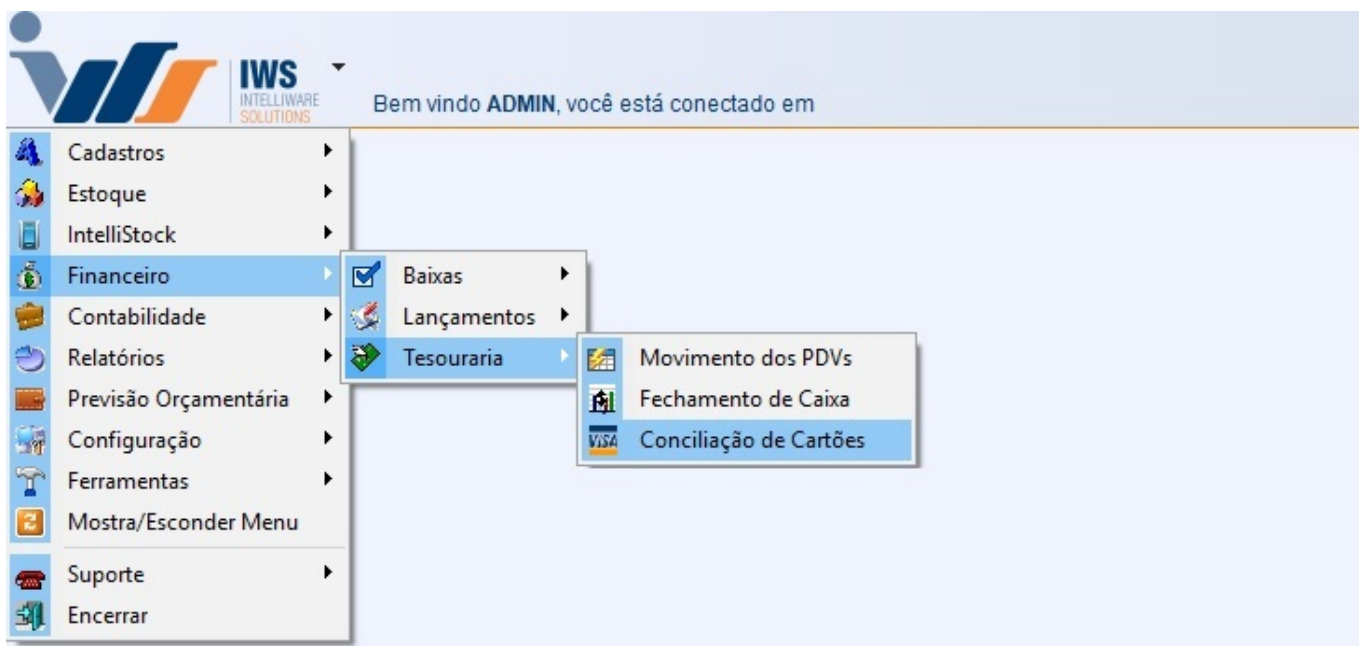 IWS
INTELLIWARE
SOLUTIONS
Bem vindo ADMIN, você está conectado em
Cadastros
Estoque
IntelliStock
Financeiro
Contabilidade
Relatórios
Previsão Orçamentária
Configuração
Ferramentas
Mostra/Esconder Menu
Suporte
Encerrar
Baixas
Lançamentos
Tesouraria
Movimento dos PDVs
Fechamento de Caixa
VISA
Conciliação de Cartões